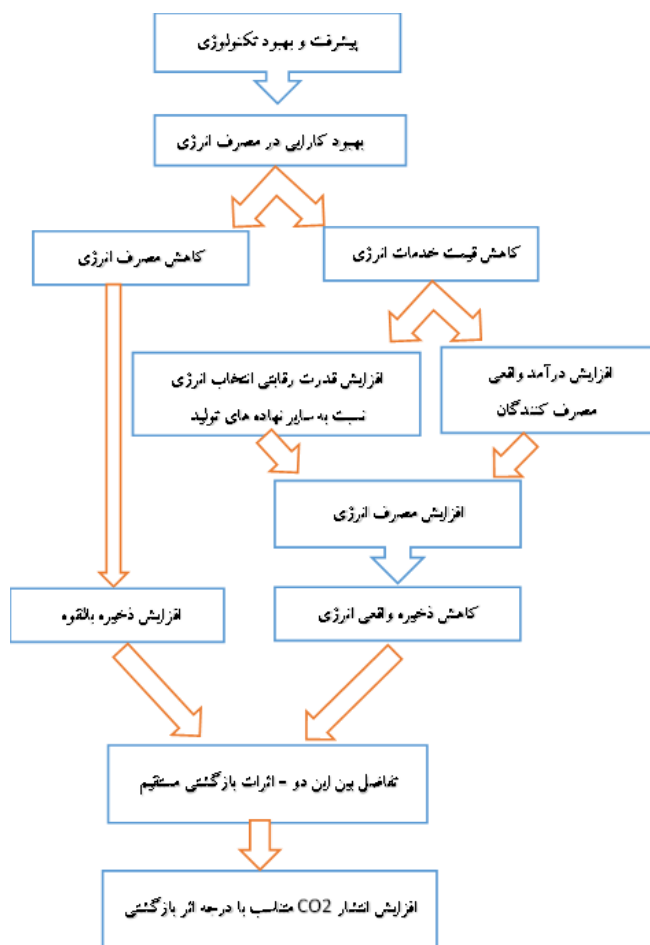 پیشرفت و بهبود تکنولوژی
بهبود کارایی در مصرف انرژی
کاهش قیمت خدمات انرژی
کاهش مصرف انرژی
افزایش درآمد واقعی
مصرف کنندگان
افزایش قدرت رقابتی انتخاب انرژی
نسبت به سایر نهاده های تولید
افزایش مصرف انرژی
کاهش ذخیره واقعی انرژی
افزایش ذخیره بالقوه
تفاضل بین این دو = اثرات بازگشتی مستقیم
افزایش انتشار CO2 متناسب با درجه اثر بازگشتی